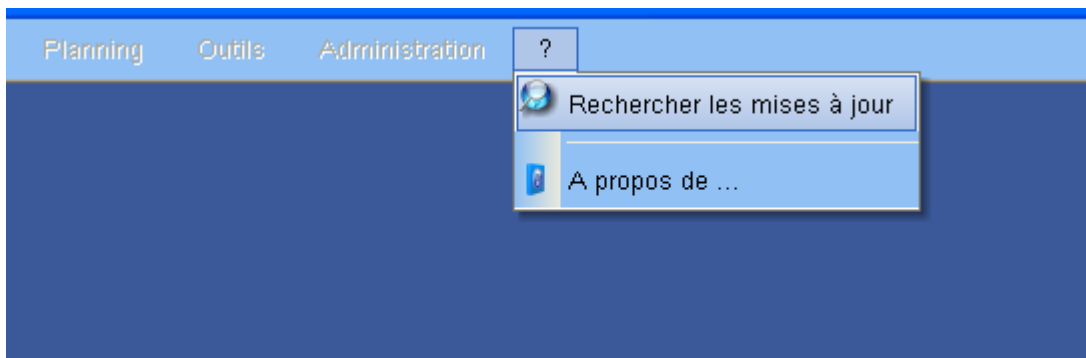 Planning Outils Administration ?
Rechercher les mises à jour
A propos de ...